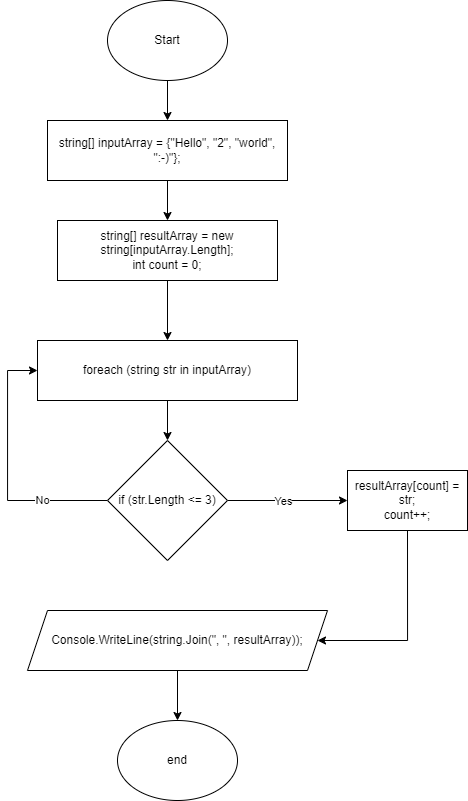 Start
string[] inputArray = {"Hello", "2", "world",
":-)"};
string[] resultArray = new
string[inputArray.Length];
int count = 0;
foreach (string str in inputArray)
if (str.Length <= 3)
No
Yes
resultArray[count] =
str;
count++;
Console.WriteLine(string.Join(", ", resultArray));
end